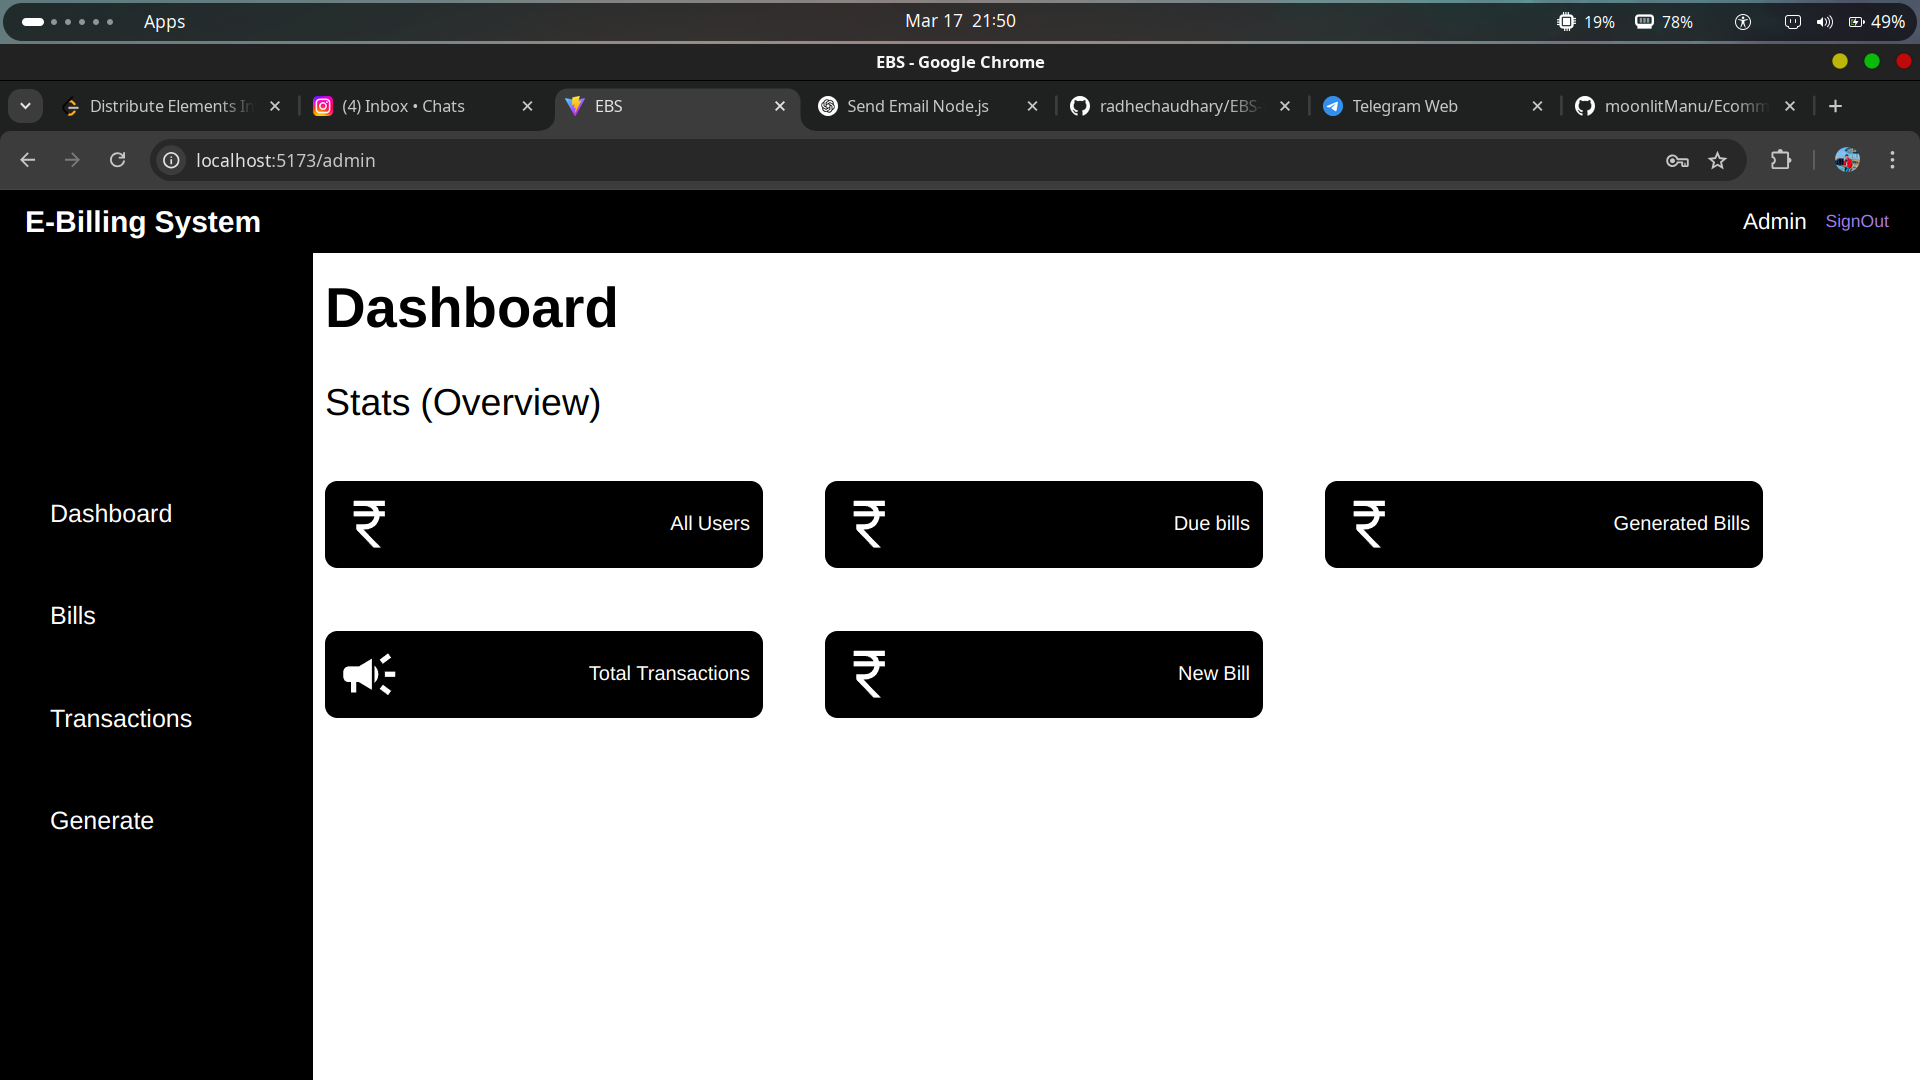 Apps
Mar 17 21:50
19%
78%
49%
EBS - Google Chrome
Distribute Elements In
(4) Inbox • Chats
EBS
Send Email Node.js
radhechaudhary/EBS-
Telegram Web
moonlitManu/Ecomm
localhost:5173/admin
E-Billing System
Admin
SignOut
Dashboard
Bills
Transactions
Generate
Dashboard
Stats (Overview)
₹ All Users
₹ Due bills
₹ Generated Bills
Total Transactions
₹ New Bill